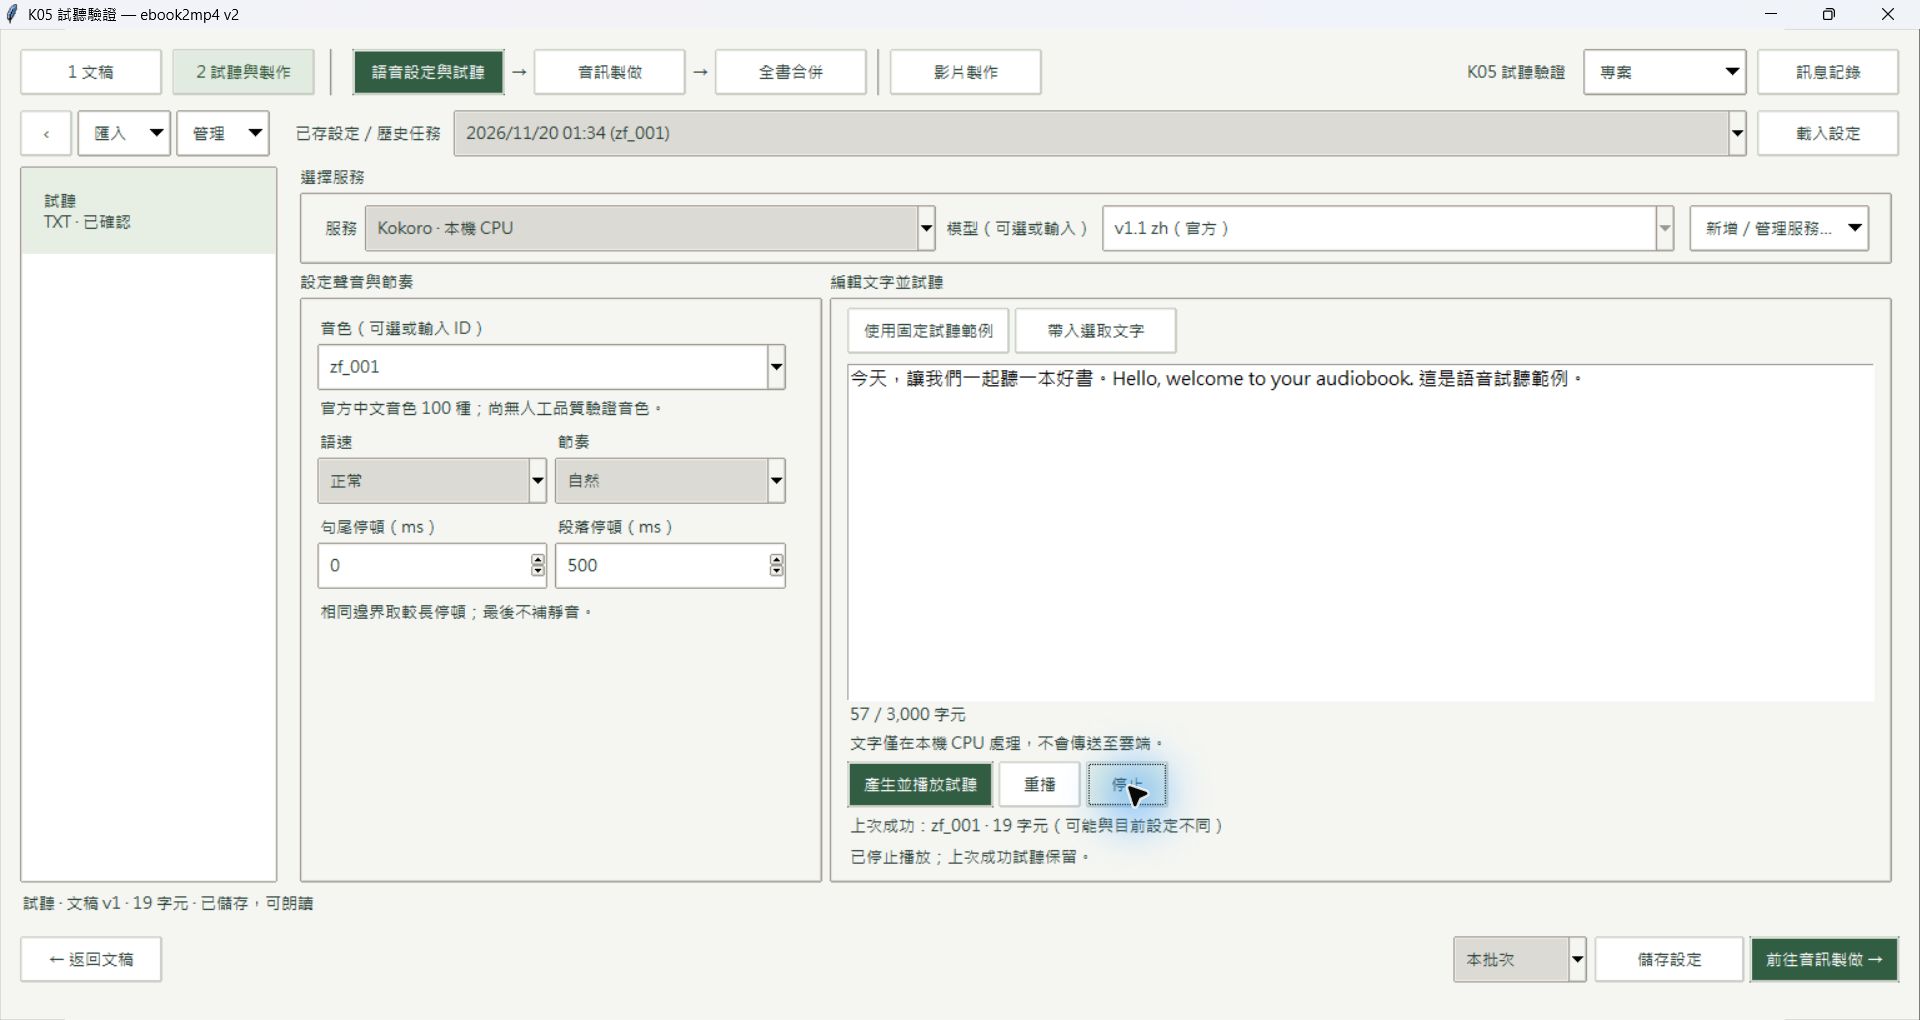 K05 試聽驗證 — ebook2mp4 v2
1 文稿
2 試聽與製作
語音設定與試聽
→
音訊製做
→
全書合併
影片製作
K05 試聽驗證
專案
訊息記錄
‹
匯入
管理
已存設定 / 歷史任務
2026/11/20 01:34 (zf_001)
載入設定
試聽
TXT · 已確認
選擇服務
服務
Kokoro · 本機 CPU
模型（可選或輸入）
v1.1 zh（官方）
新增 / 管理服務...
設定聲音與節奏
音色（可選或輸入 ID）
zf_001
官方中文音色 100 種；尚無人工品質驗證音色。
語速
節奏
正常
自然
句尾停頓（ms）
段落停頓（ms）
0
500
相同邊界取較長停頓；最後不補靜音。
編輯文字並試聽
使用固定試聽範例
帶入選取文字
今天，讓我們一起聽一本好書。Hello, welcome to your audiobook. 這是語音試聽範例。
57 / 3,000 字元
文字僅在本機 CPU 處理，不會傳送至雲端。
產生並播放試聽
重播
停止
上次成功：zf_001 · 19 字元（可能與目前設定不同）
已停止播放；上次成功試聽保留。
試聽 · 文稿 v1 · 19 字元 · 已儲存，可朗讀
← 返回文稿
本批次
儲存設定
前往音訊製做 →